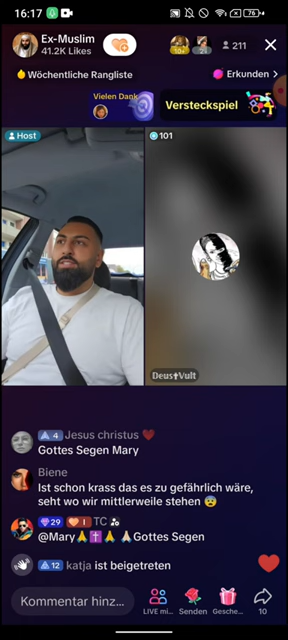 16:17
76
Ex-Muslim
41.2K Likes
211
Wöchentliche Rangliste
Erkunden >
Vielen Dank
Versteckspiel
Host
101
Deus✝Vult
4 Jesus christus ❤️
Gottes Segen Mary
Biene
Ist schon krass das es zu gefährlich wäre,
seht wo wir mittlerweile stehen 😨
29 1 TC
@Mary🙏✝️🙏 🙏Gottes Segen
12 katja ist beigetreten
Kommentar hinz...
LIVE mi...
Senden
Gesche...
10